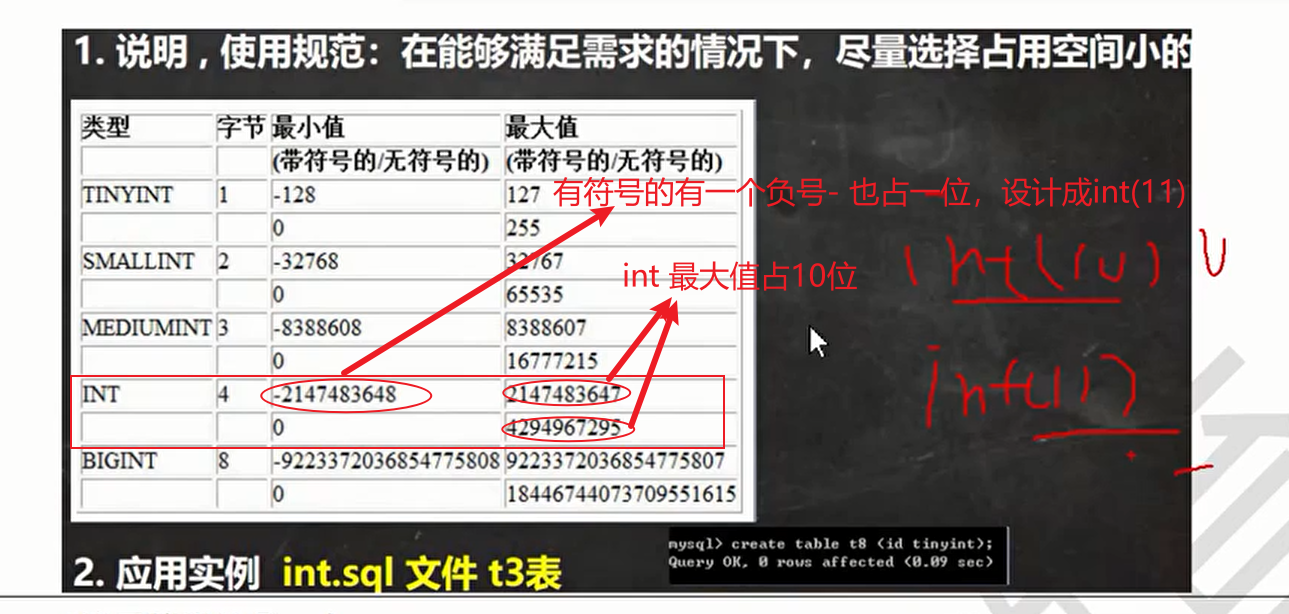 1. 说明，使用规范：在能够满足需求的情况下，尽量选择占用空间小的
类型 字节 最小值 最大值
(带符号的/无符号的) (带符号的/无符号的)
TINYINT 1 -128 127
有符号的有一个负号- 也占一位，设计成int(11)
0 255
SMALLINT 2 -32768 32767
int 最大值占10位
int(10) U
0 65535
MEDIUMINT 3 -8388608 8388607
0 16777215
INT 4 -2147483648 2147483647
int(11)
0 4294967295
BIGINT 8 -9223372036854775808 9223372036854775807
0 18446744073709551615
mysql> create table t8 (id tinyint);
Query OK, 0 rows affected (0.09 sec)
2. 应用实例 int.sql 文件 t3表